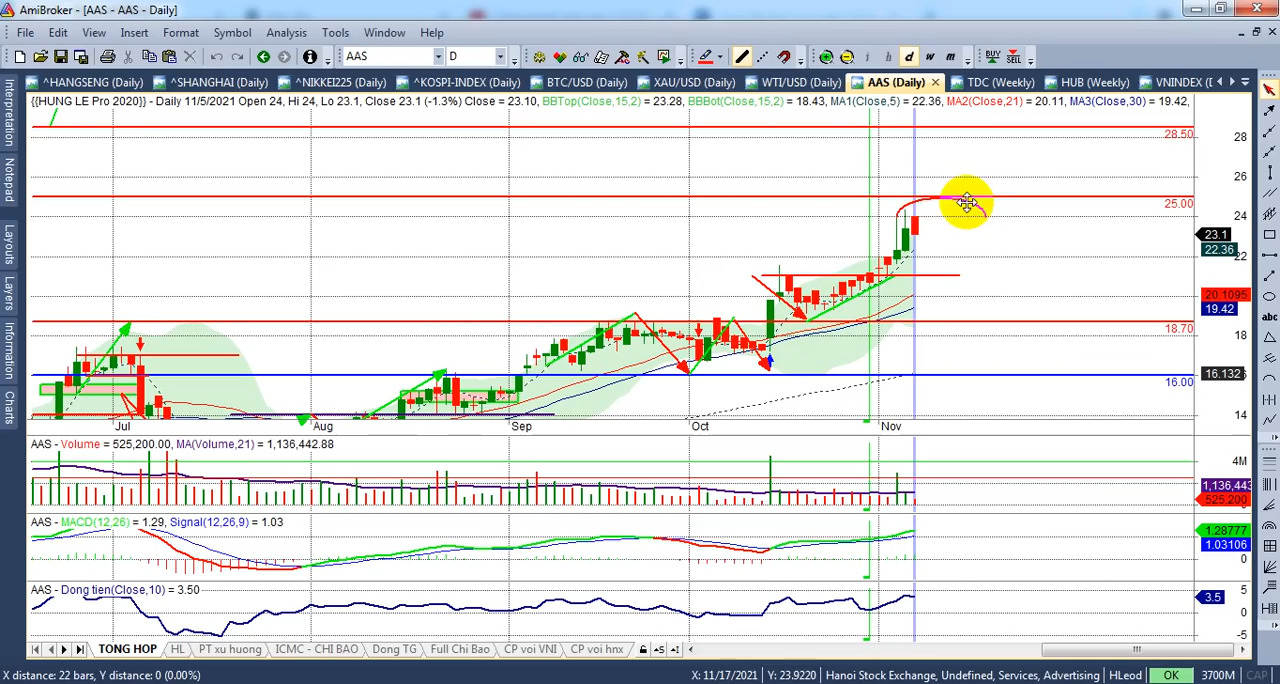 AmiBroker - [AAS - AAS - Daily]
File Edit View Insert Format Symbol Analysis Tools Window Help
AAS D i h d w m BUY SELL
^HANGSENG (Daily) ^SHANGHAI (Daily) ^NIKKEI225 (Daily) ^KOSPI-INDEX (Daily) BTC/USD (Daily) XAU/USD (Daily) WTI/USD (Daily) AAS (Daily) TDC (Weekly) HUB (Weekly) VNINDEX (D
{{HUNG LE Pro 2020}} - Daily 11/5/2021 Open 24, Hi 24, Lo 23.1, Close 23.1 (-1.3%) Close = 23.10, BBTop(Close,15,2) = 23.28, BBBot(Close,15,2) = 18.43, MA1(Close,5) = 22.36, MA2(Close,21) = 20.11, MA3(Close,30) = 19.42,
Interpretation
Notepad
Layouts
Layers
Information
Charts
28.50
28
26
25.00
24
23.1
22.36
22
20.1095
19.42
18.70
18
16.132
16.00
14
Jul Aug Sep Oct Nov
AAS - Volume = 525,200.00, MA(Volume,21) = 1,136,442.88
4M
1,136,443
525,200
AAS - MACD(12,26) = 1.29, Signal(12,26,9) = 1.03
1.28777
1.03106
0
AAS - Dong tien(Close,10) = 3.50
5
3.5
0
-5
abc
TONG HOP HL PT xu huong ICMC - CHI BAO Dong TG Full Chi Bao CP voi VNI CP voi hnx
X distance: 22 bars, Y distance: 0 (0.00%) X: 11/17/2021 Y: 23.9220 Hanoi Stock Exchange, Undefined, Services, Advertising HLeod OK 3700M CAP